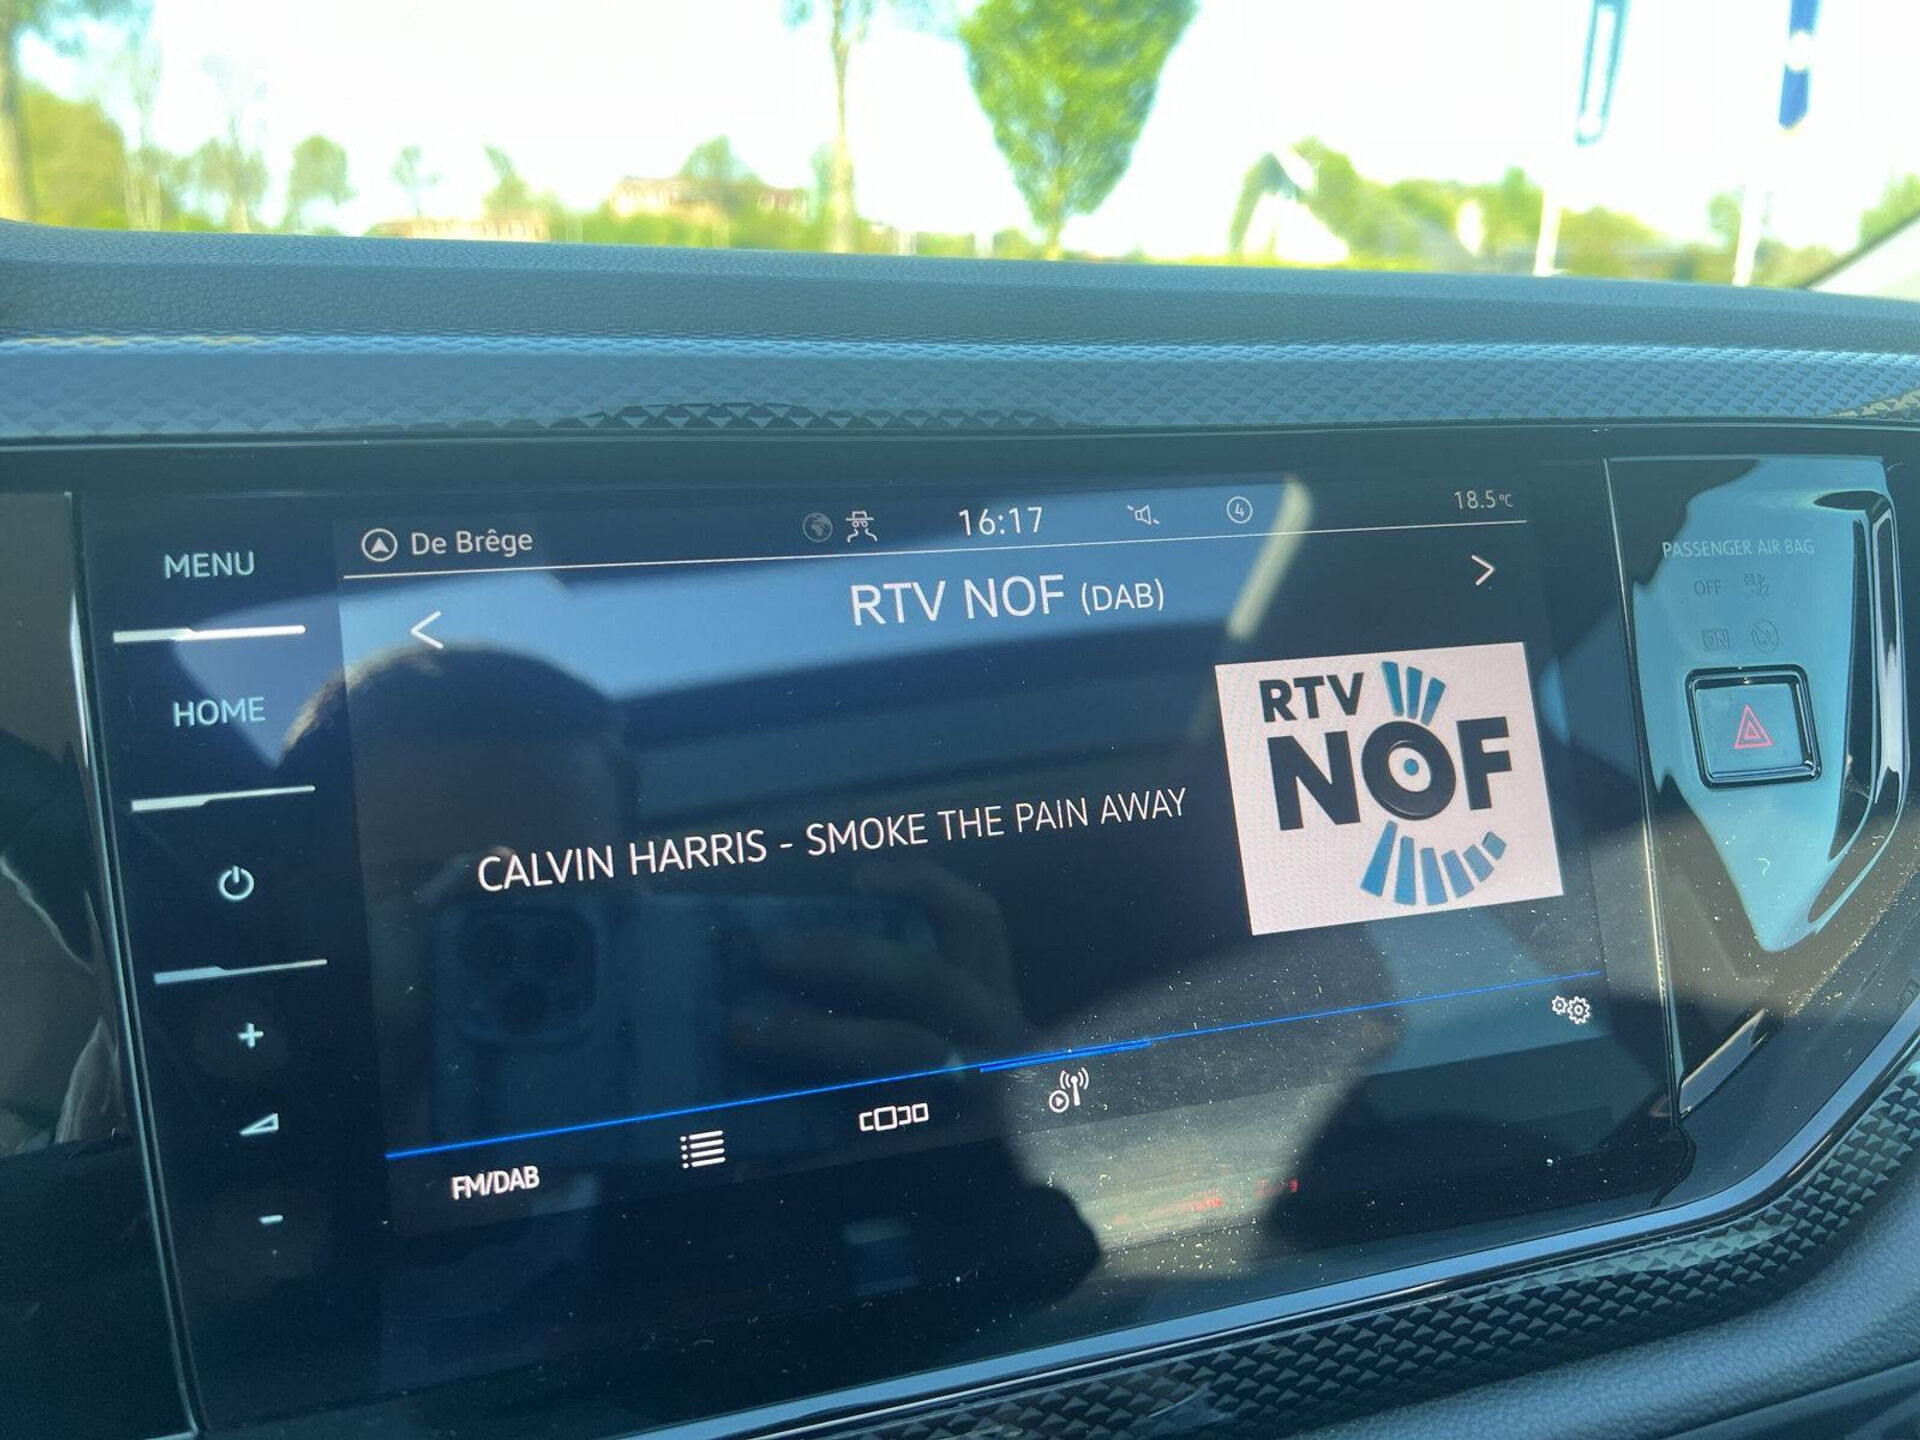 De Brêge
16:17
4
18.5°C
MENU
RTV NOF (DAB)
HOME
RTV
NOF
CALVIN HARRIS - SMOKE THE PAIN AWAY
FM/DAB
PASSENGER AIR BAG
OFF
ON